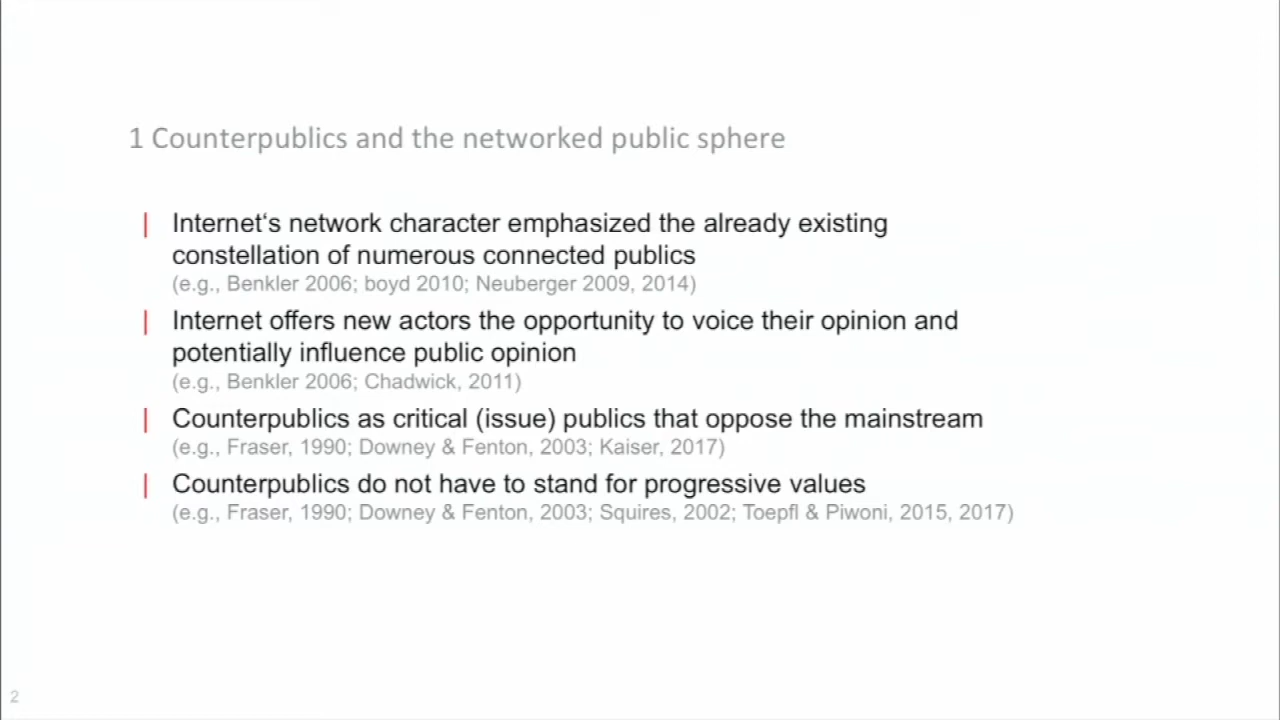 1 Counterpublics and the networked public sphere
| Internet‘s network character emphasized the already existing
constellation of numerous connected publics
(e.g., Benkler 2006; boyd 2010; Neuberger 2009, 2014)
| Internet offers new actors the opportunity to voice their opinion and
potentially influence public opinion
(e.g., Benkler 2006; Chadwick, 2011)
| Counterpublics as critical (issue) publics that oppose the mainstream
(e.g., Fraser, 1990; Downey & Fenton, 2003; Kaiser, 2017)
| Counterpublics do not have to stand for progressive values
(e.g., Fraser, 1990; Downey & Fenton, 2003; Squires, 2002; Toepfl & Piwoni, 2015, 2017)
2